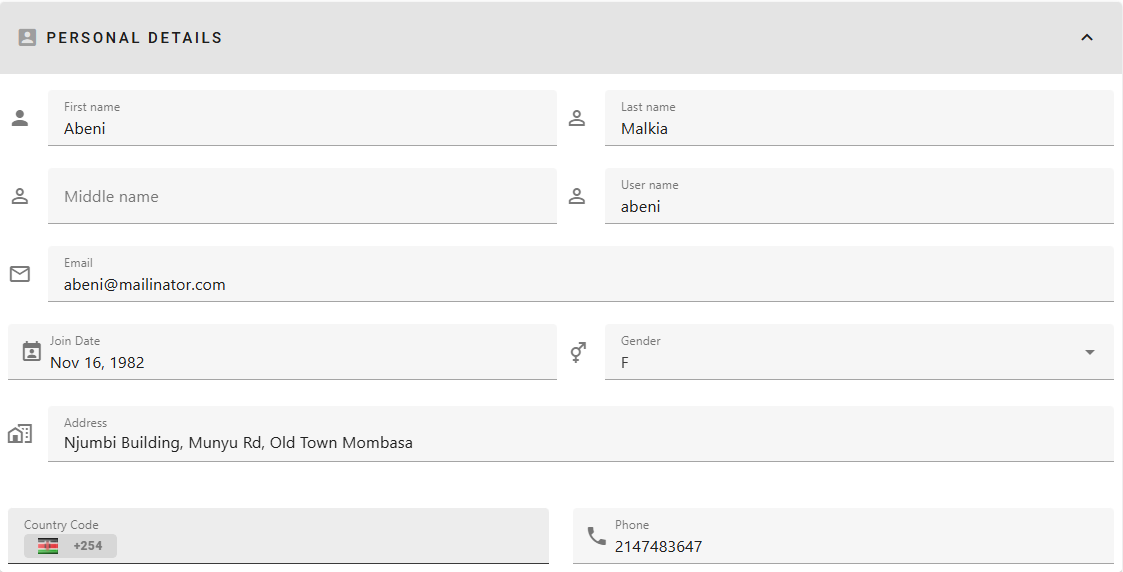 PERSONAL DETAILS
First name
Abeni
Last name
Malkia
Middle name
User name
abeni
Email
abeni@mailinator.com
Join Date
Nov 16, 1982
Gender
F
Address
Njumbi Building, Munyu Rd, Old Town Mombasa
Country Code
+254
Phone
2147483647